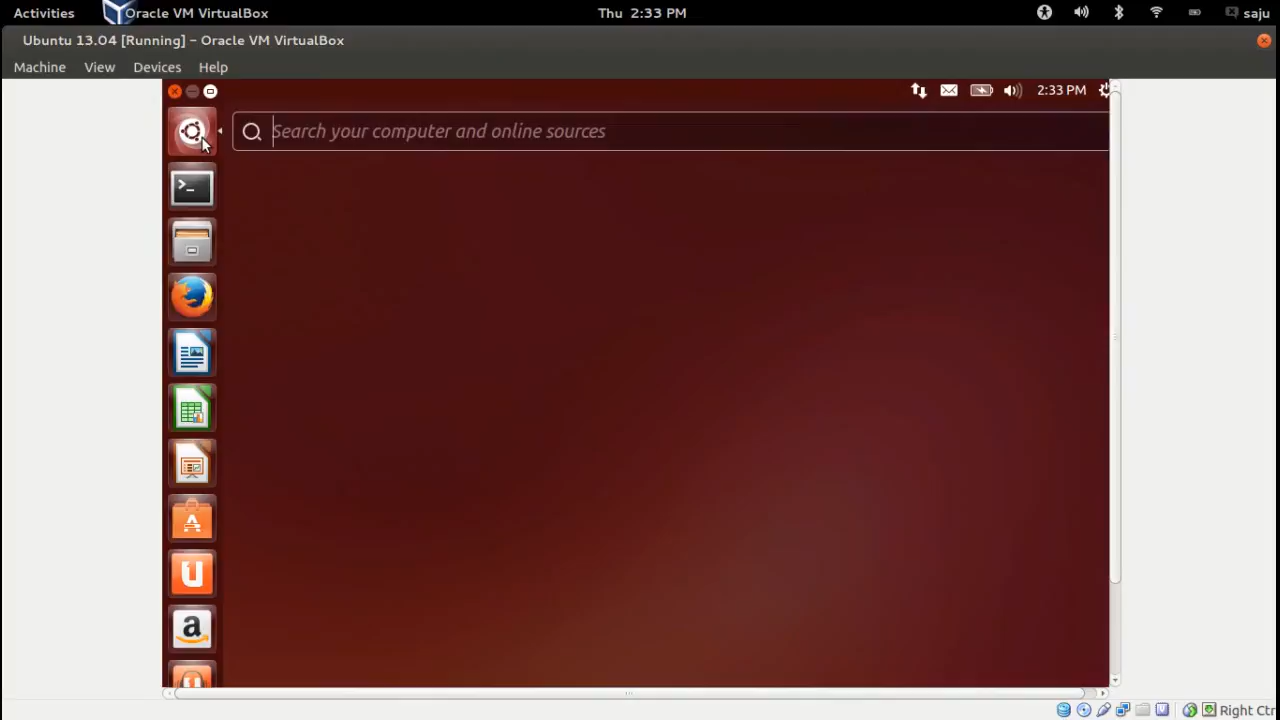 Activities Oracle VM VirtualBox Thu 2:33 PM saju
Ubuntu 13.04 [Running] – Oracle VM VirtualBox
Machine View Devices Help
2:33 PM
Search your computer and online sources
>_
A
u
a
Right Ctr